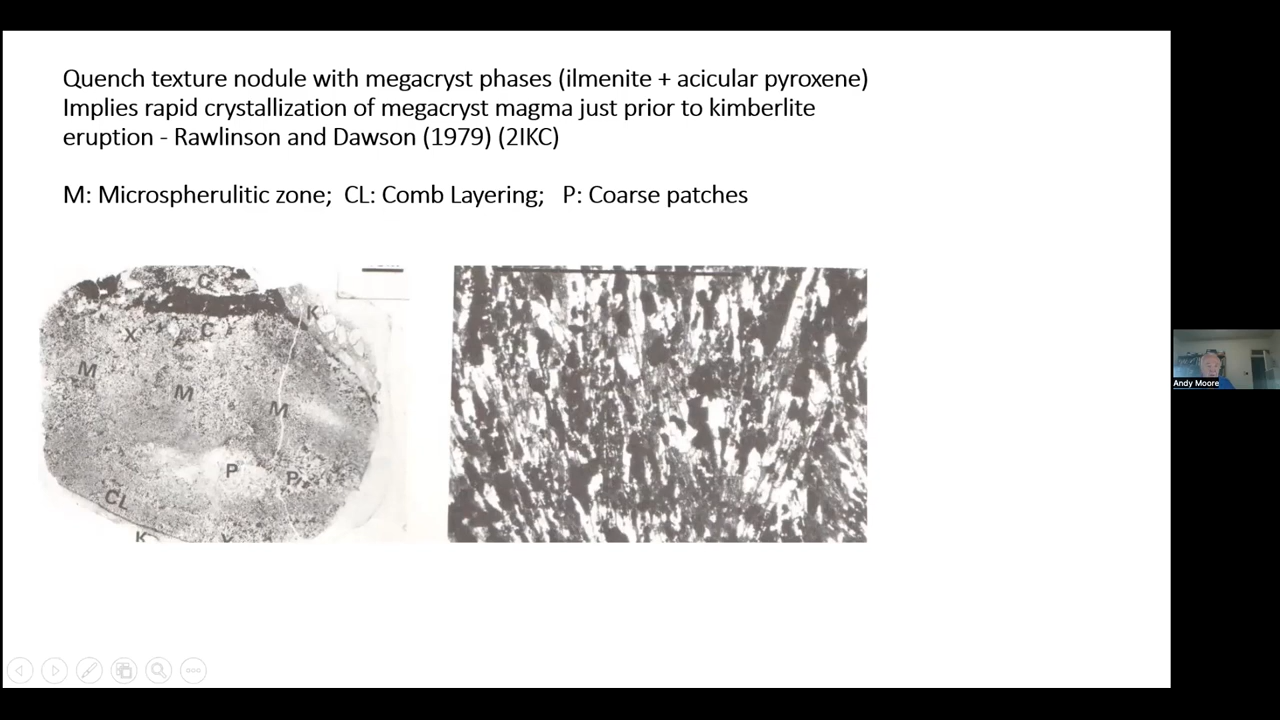 Quench texture nodule with megacryst phases (ilmenite + acicular pyroxene)
Implies rapid crystallization of megacryst magma just prior to kimberlite
eruption - Rawlinson and Dawson (1979) (2IKC)
M: Microspherulitic zone; CL: Comb Layering; P: Coarse patches
C
K
X C
M
M
M
P
P
CL
K
Andy Moore